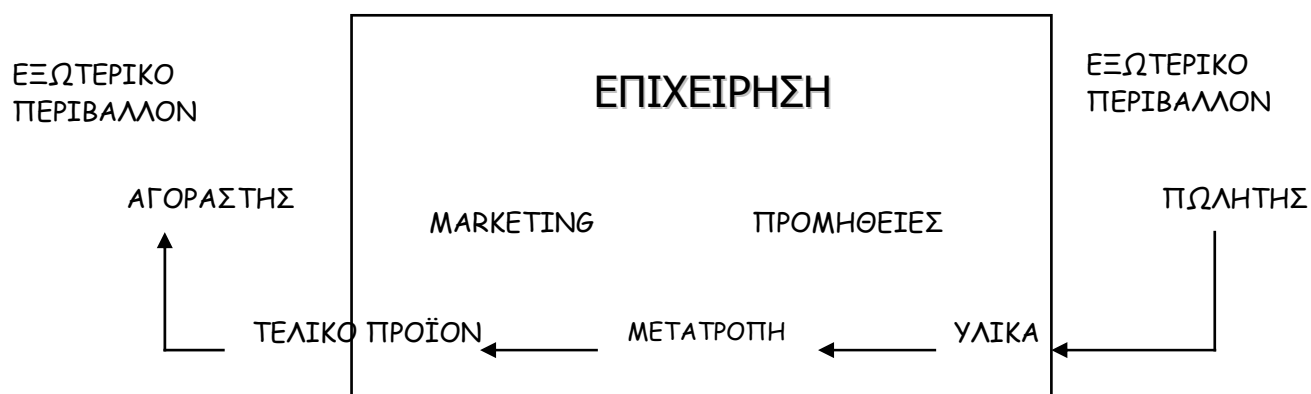 ΕΞΩΤΕΡΙΚΟ
ΠΕΡΙΒΑΛΛΟΝ
ΕΠΙΧΕΙΡΗΣΗ
ΕΞΩΤΕΡΙΚΟ
ΠΕΡΙΒΑΛΛΟΝ
ΑΓΟΡΑΣΤΗΣ
MARKETING
ΠΡΟΜΗΘΕΙΕΣ
ΠΩΛΗΤΗΣ
ΤΕΛΙΚΟ ΠΡΟΪΟΝ
ΜΕΤΑΤΡΟΠΗ
ΥΛΙΚΑ